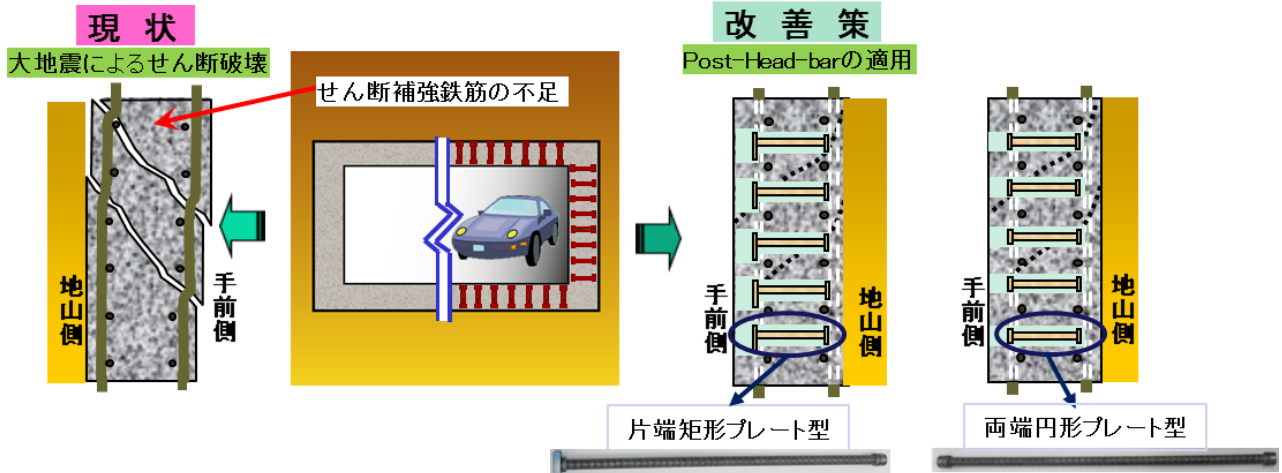 現 状
大地震によるせん断破壊
せん断補強鉄筋の不足
地山側
手前側
改 善 策
Post-Head-barの適用
手前側
地山側
手前側
地山側
片端矩形プレート型
両端円形プレート型